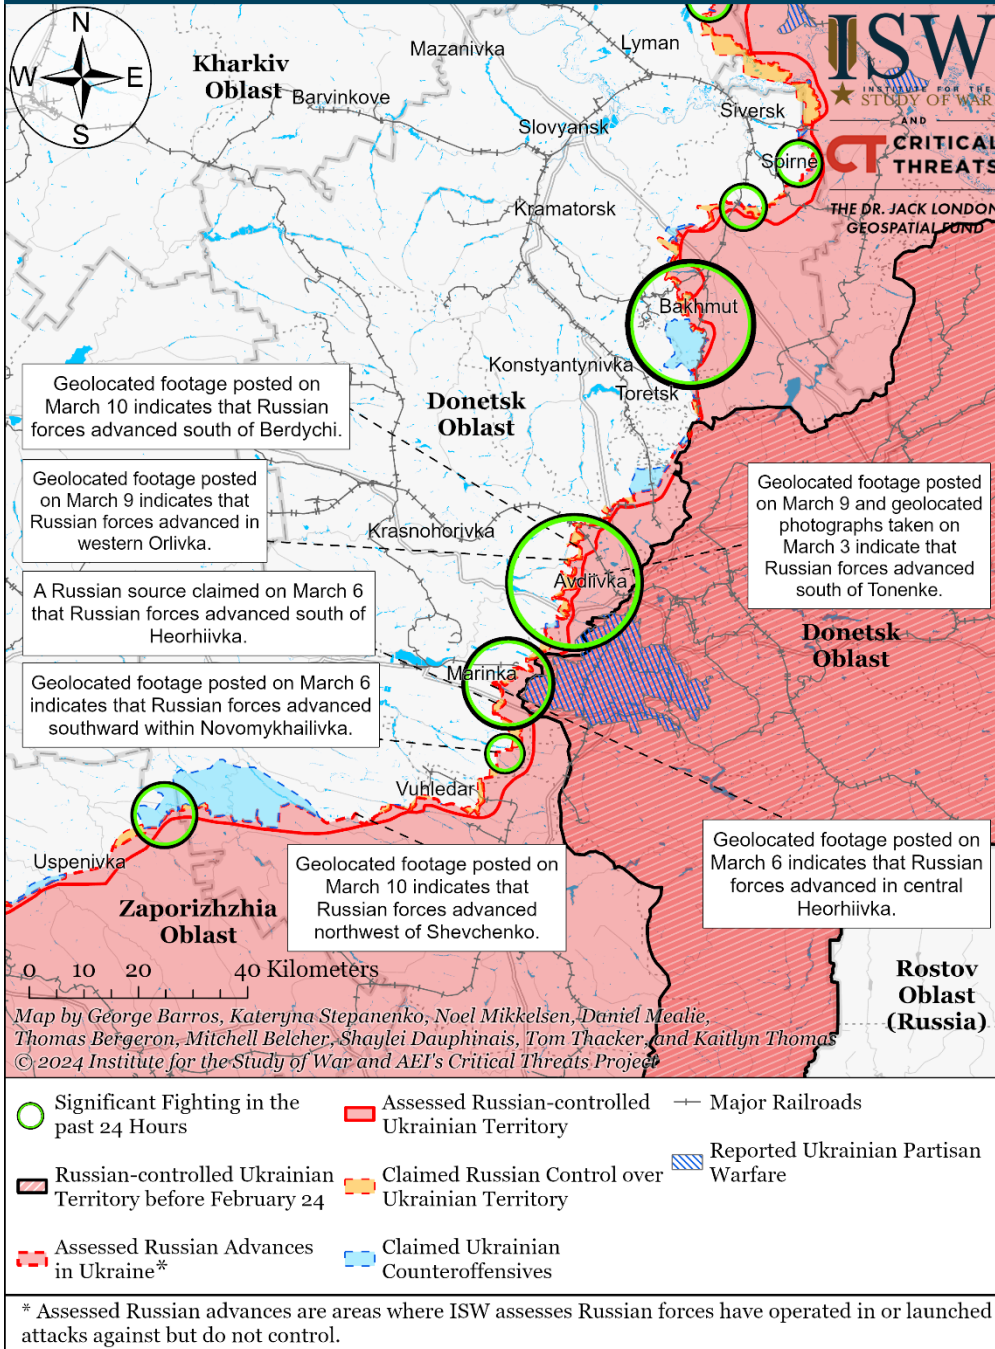 N
W
E
S
Kharkiv
Oblast
Mazanivka
Lyman
Barvinkove
Slovyansk
Siversk
Spirne
Kramatorsk
Bakhmut
Konstyantynivka
Toretsk
Donetsk
Oblast
Krasnohorivka
Avdiivka
Donetsk
Oblast
Marinka
Vuhledar
Uspenivka
Zaporizhzhia
Oblast
Rostov
Oblast
(Russia)
ISW
INSTITUTE FOR THE
STUDY OF WAR
AND
CT CRITICAL
THREATS
THE DR. JACK LONDON
GEOSPATIAL FUND
Geolocated footage posted on
March 10 indicates that Russian
forces advanced south of Berdychi.
Geolocated footage posted
on March 9 indicates that
Russian forces advanced in
western Orlivka.
A Russian source claimed on March 6
that Russian forces advanced south of
Heorhiivka.
Geolocated footage posted on March 6
indicates that Russian forces advanced
southward within Novomykhailivka.
Geolocated footage posted
on March 9 and geolocated
photographs taken on
March 3 indicate that
Russian forces advanced
south of Tonenke.
Geolocated footage posted on
March 10 indicates that
Russian forces advanced
northwest of Shevchenko.
Geolocated footage posted on
March 6 indicates that Russian
forces advanced in central
Heorhiivka.
0 10 20 40 Kilometers
Map by George Barros, Kateryna Stepanenko, Noel Mikkelsen, Daniel Mealie,
Thomas Bergeron, Mitchell Belcher, Shaylei Dauphinais, Tom Thacker, and Kaitlyn Thomas
© 2024 Institute for the Study of War and AEI's Critical Threats Project
Significant Fighting in the
past 24 Hours
Russian-controlled Ukrainian
Territory before February 24
Assessed Russian Advances
in Ukraine*
Assessed Russian-controlled
Ukrainian Territory
Claimed Russian Control over
Ukrainian Territory
Claimed Ukrainian
Counteroffensives
Major Railroads
Reported Ukrainian Partisan
Warfare
* Assessed Russian advances are areas where ISW assesses Russian forces have operated in or launched
attacks against but do not control.